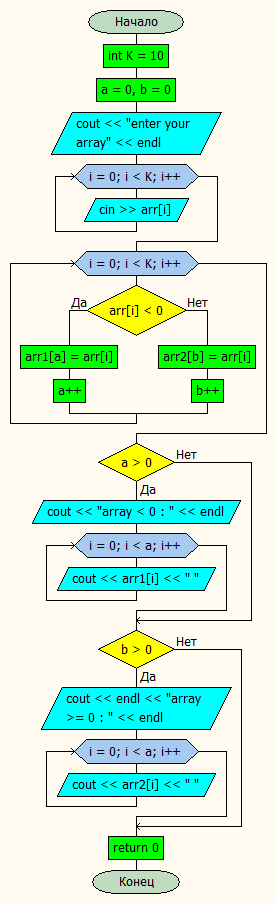 Начало
int K = 10
a = 0, b = 0
cout << "enter your
array" << endl
i = 0; i < K; i++
cin >> arr[i]
i = 0; i < K; i++
arr[i] < 0
Да
Нет
arr1[a] = arr[i]
arr2[b] = arr[i]
a++
b++
a > 0
Нет
Да
cout << "array < 0 : " << endl
i = 0; i < a; i++
cout << arr1[i] << " "
b > 0
Нет
Да
cout << endl << "array
>= 0 : " << endl
i = 0; i < a; i++
cout << arr2[i] << " "
return 0
Конец